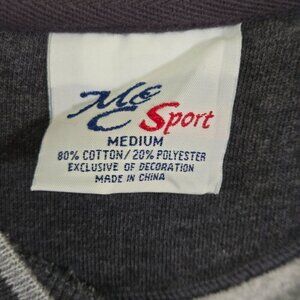 MCC Sport
MEDIUM
80% COTTON/20% POLYESTER
EXCLUSIVE OF DECORATION
MADE IN CHINA